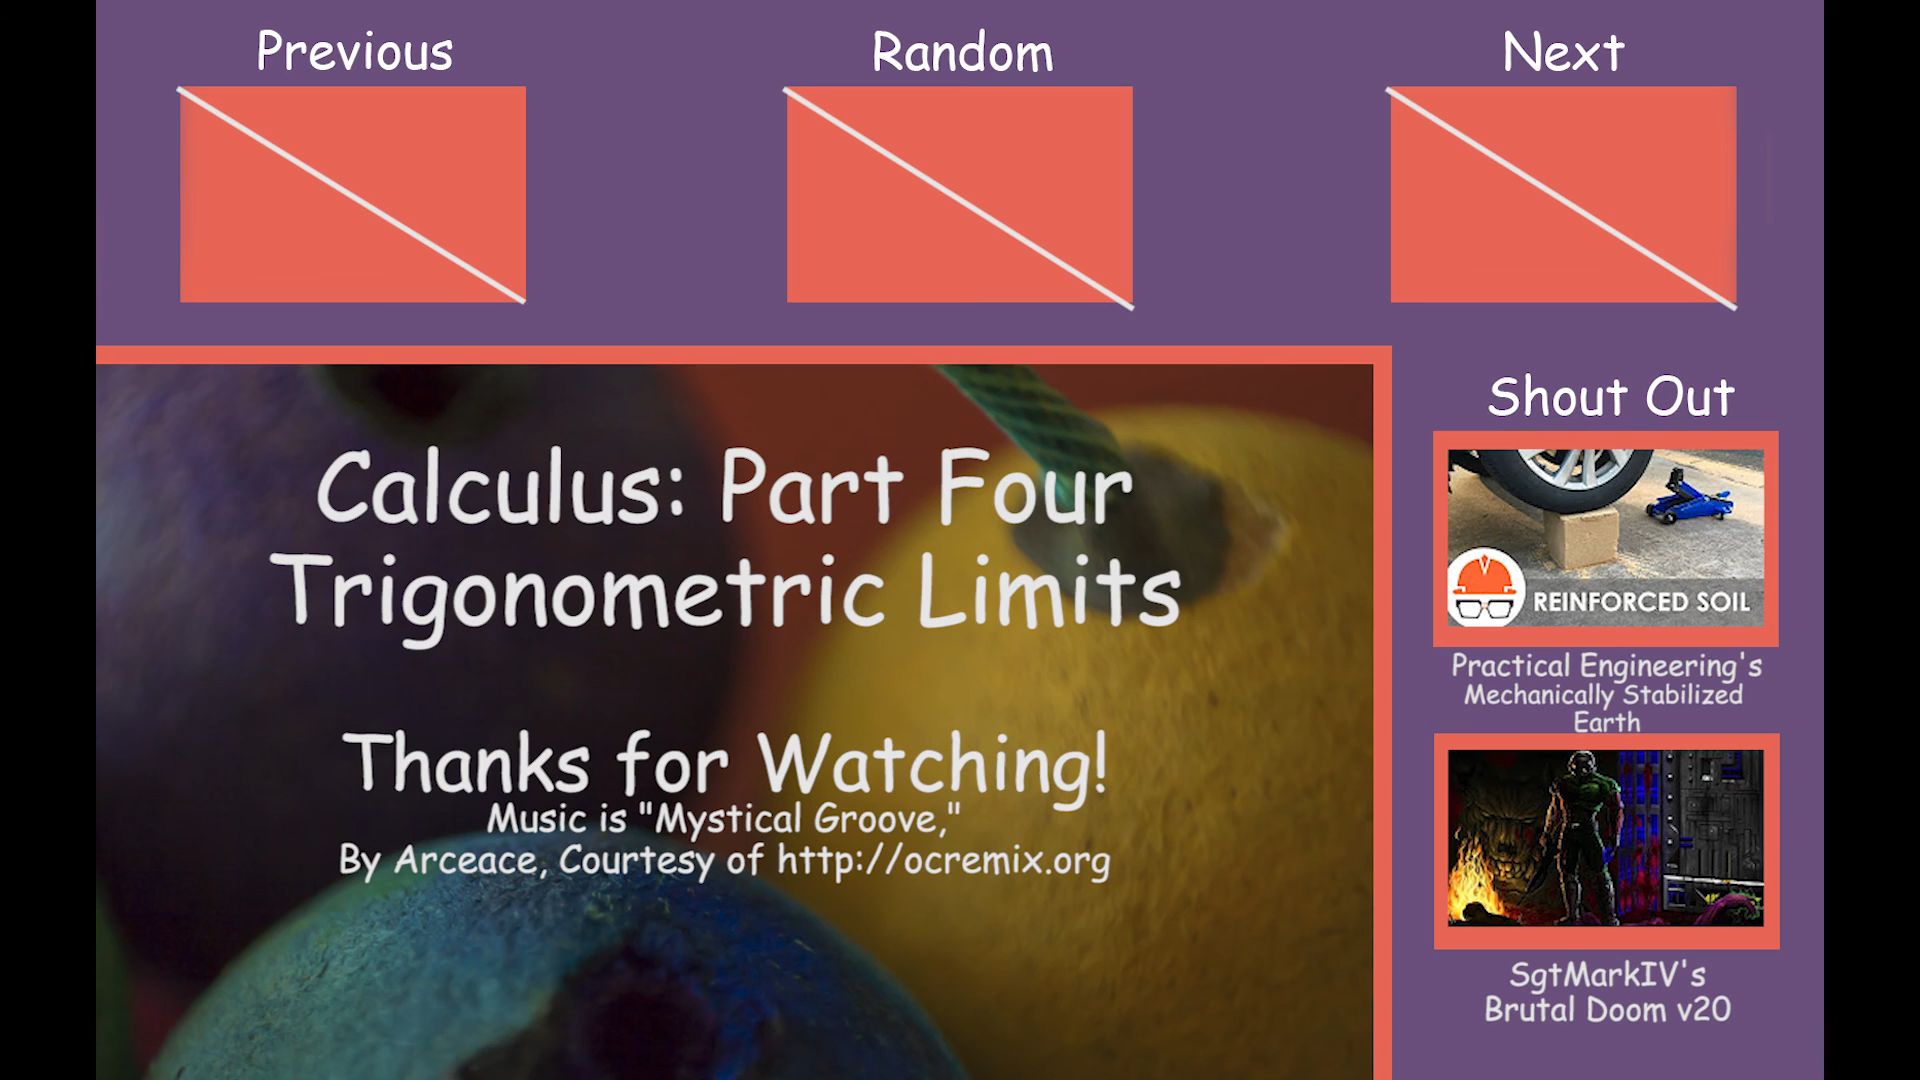 Previous
Random
Next
Calculus: Part Four
Trigonometric Limits
Thanks for Watching!
Music is "Mystical Groove,"
By Arceace, Courtesy of http://ocremix.org
Shout Out
REINFORCED SOIL
Practical Engineering's
Mechanically Stabilized
Earth
SgtMarkIV's
Brutal Doom v20